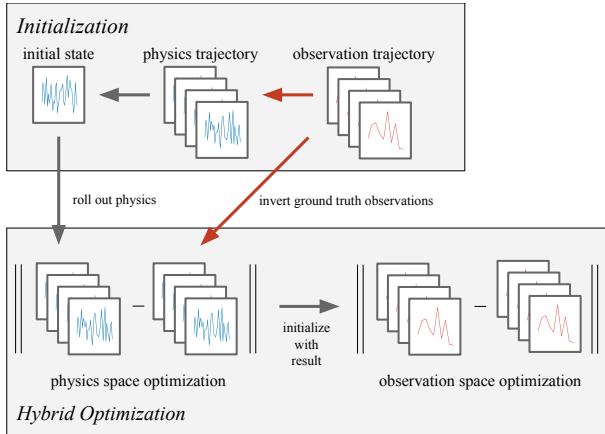 Initialization
initial state
physics trajectory
observation trajectory
roll out physics
invert ground truth observations
initialize
with
result
physics space optimization
observation space optimization
Hybrid Optimization